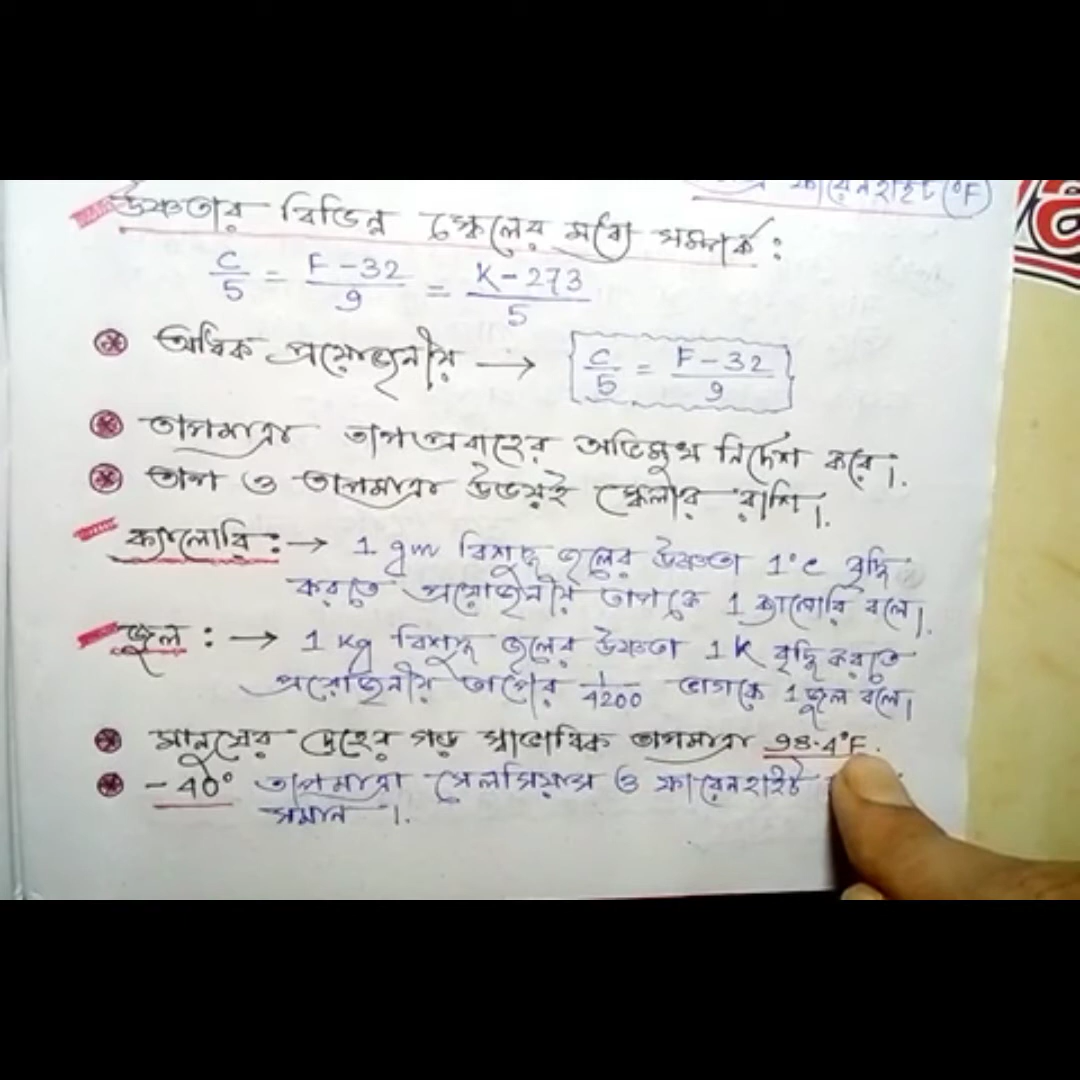 ফারেনহাইট (°F)
উষ্ণতার বিভিন্ন স্কেলের মধ্যে সম্পর্ক :
C/5 = F-32/9 = K-273/5
অধিক প্রয়োজনীয় → C/5 = F-32/9
তাপমাত্রা তাপপ্রবাহের অভিমুখ নির্দেশ করে।
তাপ ও তাপমাত্রা উভয়ই স্কেলার রাশি।
ক্যালোরি :→ 1 gm বিশুদ্ধ জলের উষ্ণতা 1°C বৃদ্ধি
করতে প্রয়োজনীয় তাপকে 1 ক্যালোরি বলে।
জুল : → 1 Kg বিশুদ্ধ জলের উষ্ণতা 1K বৃদ্ধি করতে
প্রয়োজনীয় তাপের 1/4200 ভাগকে 1 জুল বলে।
মানুষের দেহের গড় স্বাভাবিক তাপমাত্রা 98.4°F.
-40° তাপমাত্রা সেলসিয়াস ও ফারেনহাইট
সমান।